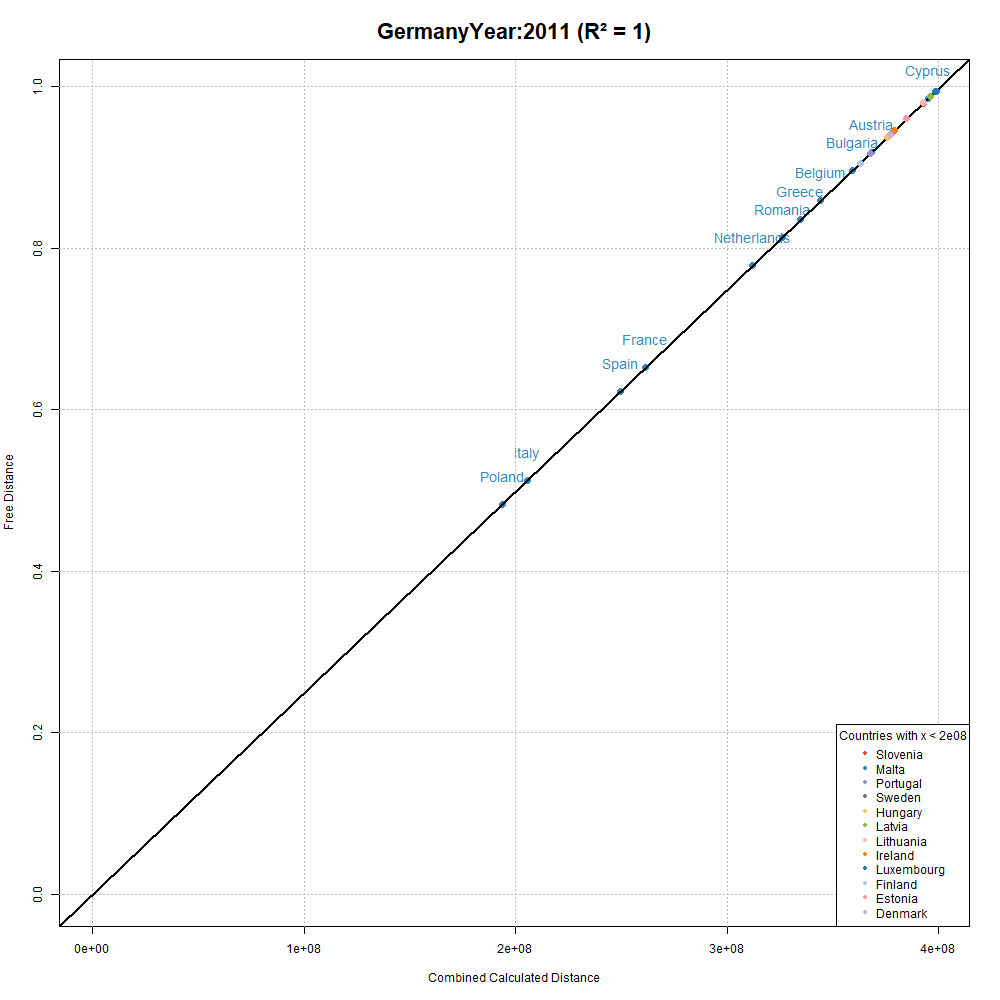 GermanyYear:2011 (R² = 1)
Cyprus
Austria
Bulgaria
Belgium
Greece
Romania
Netherlands
France
Spain
Italy
Poland
Free Distance
1.0
0.8
0.6
0.4
0.2
0.0
Countries with x < 2e08
Slovenia
Malta
Portugal
Sweden
Hungary
Latvia
Lithuania
Ireland
Luxembourg
Finland
Estonia
Denmark
0e+00 1e+08 2e+08 3e+08 4e+08
Combined Calculated Distance